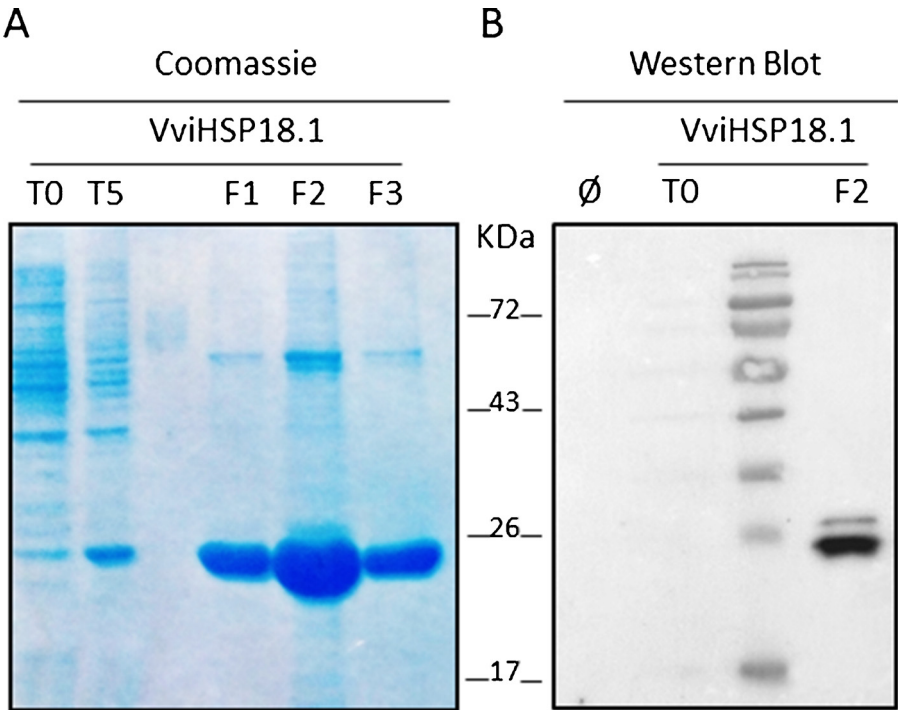 A
B
Coomassie
Western Blot
VviHSP18.1
VviHSP18.1
T0 T5 F1 F2 F3
Ø T0 F2
KDa
72
43
26
17